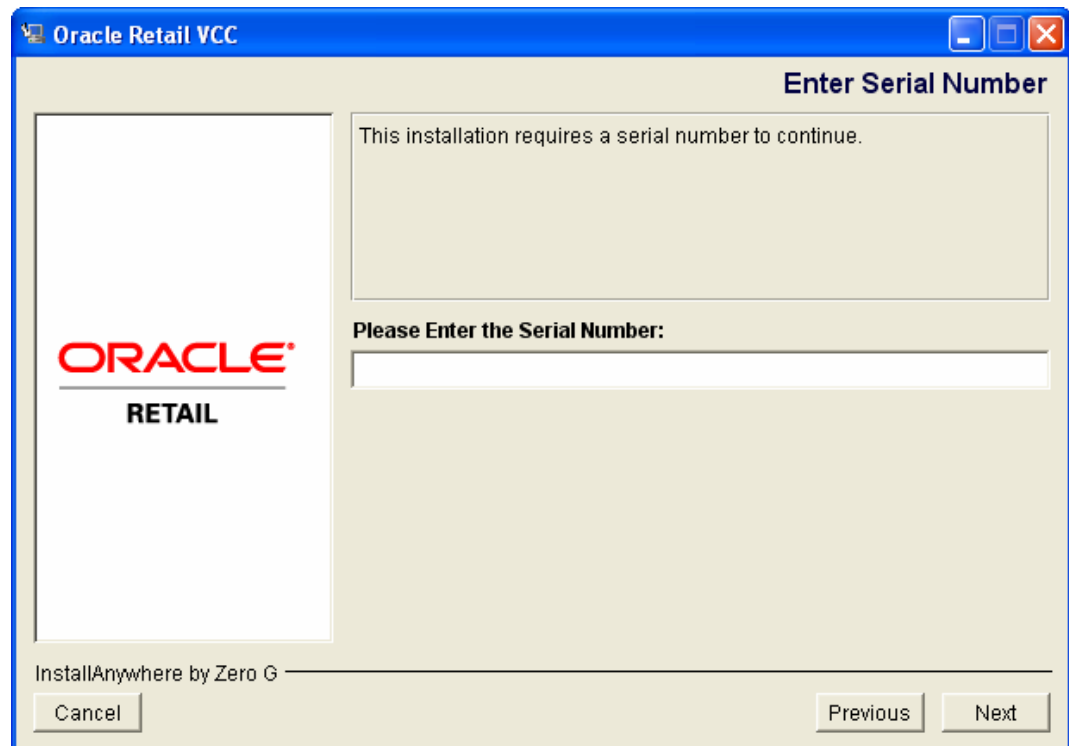 Oracle Retail VCC
Enter Serial Number
This installation requires a serial number to continue.
Please Enter the Serial Number:
ORACLE®
RETAIL
InstallAnywhere by Zero G
Cancel
Previous
Next